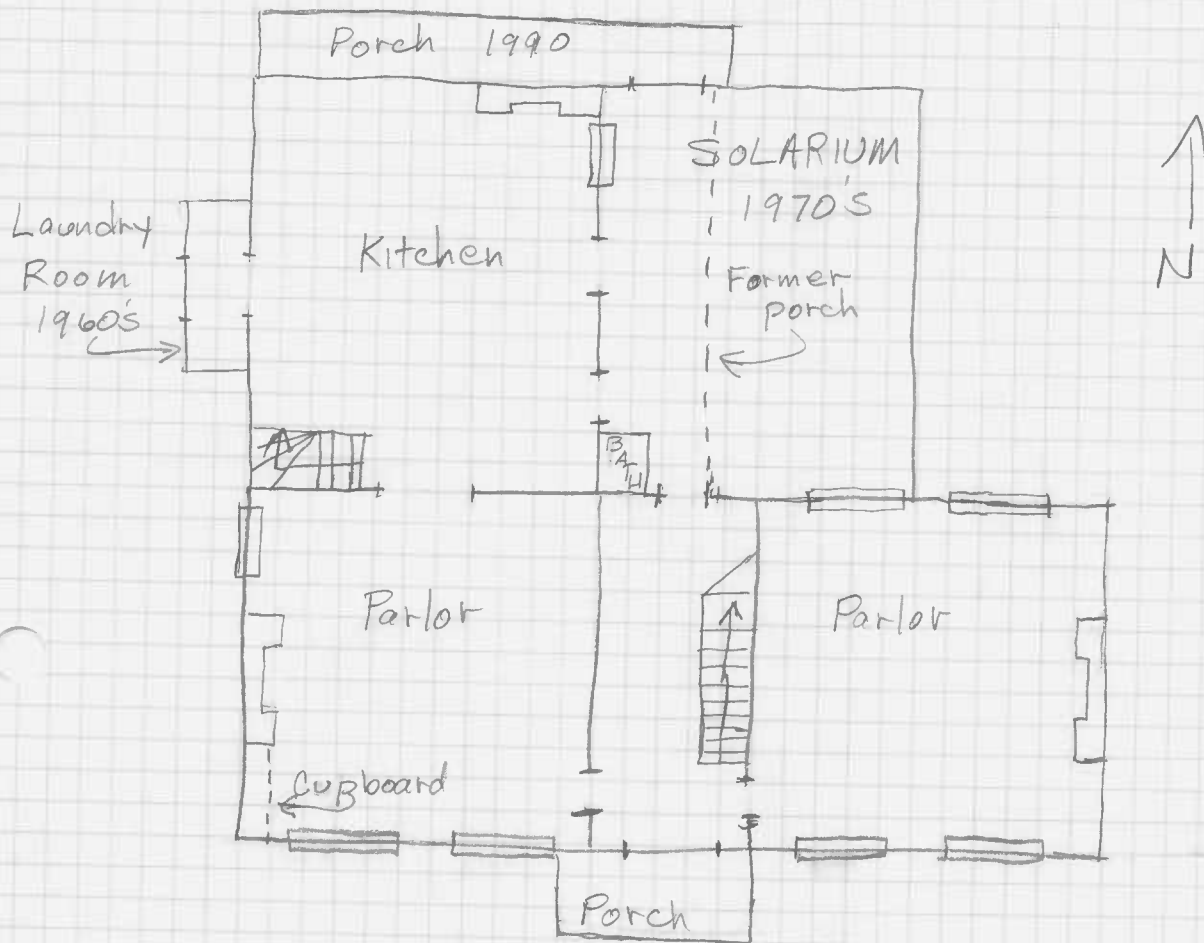 Porch 1990
SOLARIUM
1970's
Laundry
Room
1960's
Kitchen
Former
porch
N
BATH
Parlor
Parlor
CuPboard
Porch